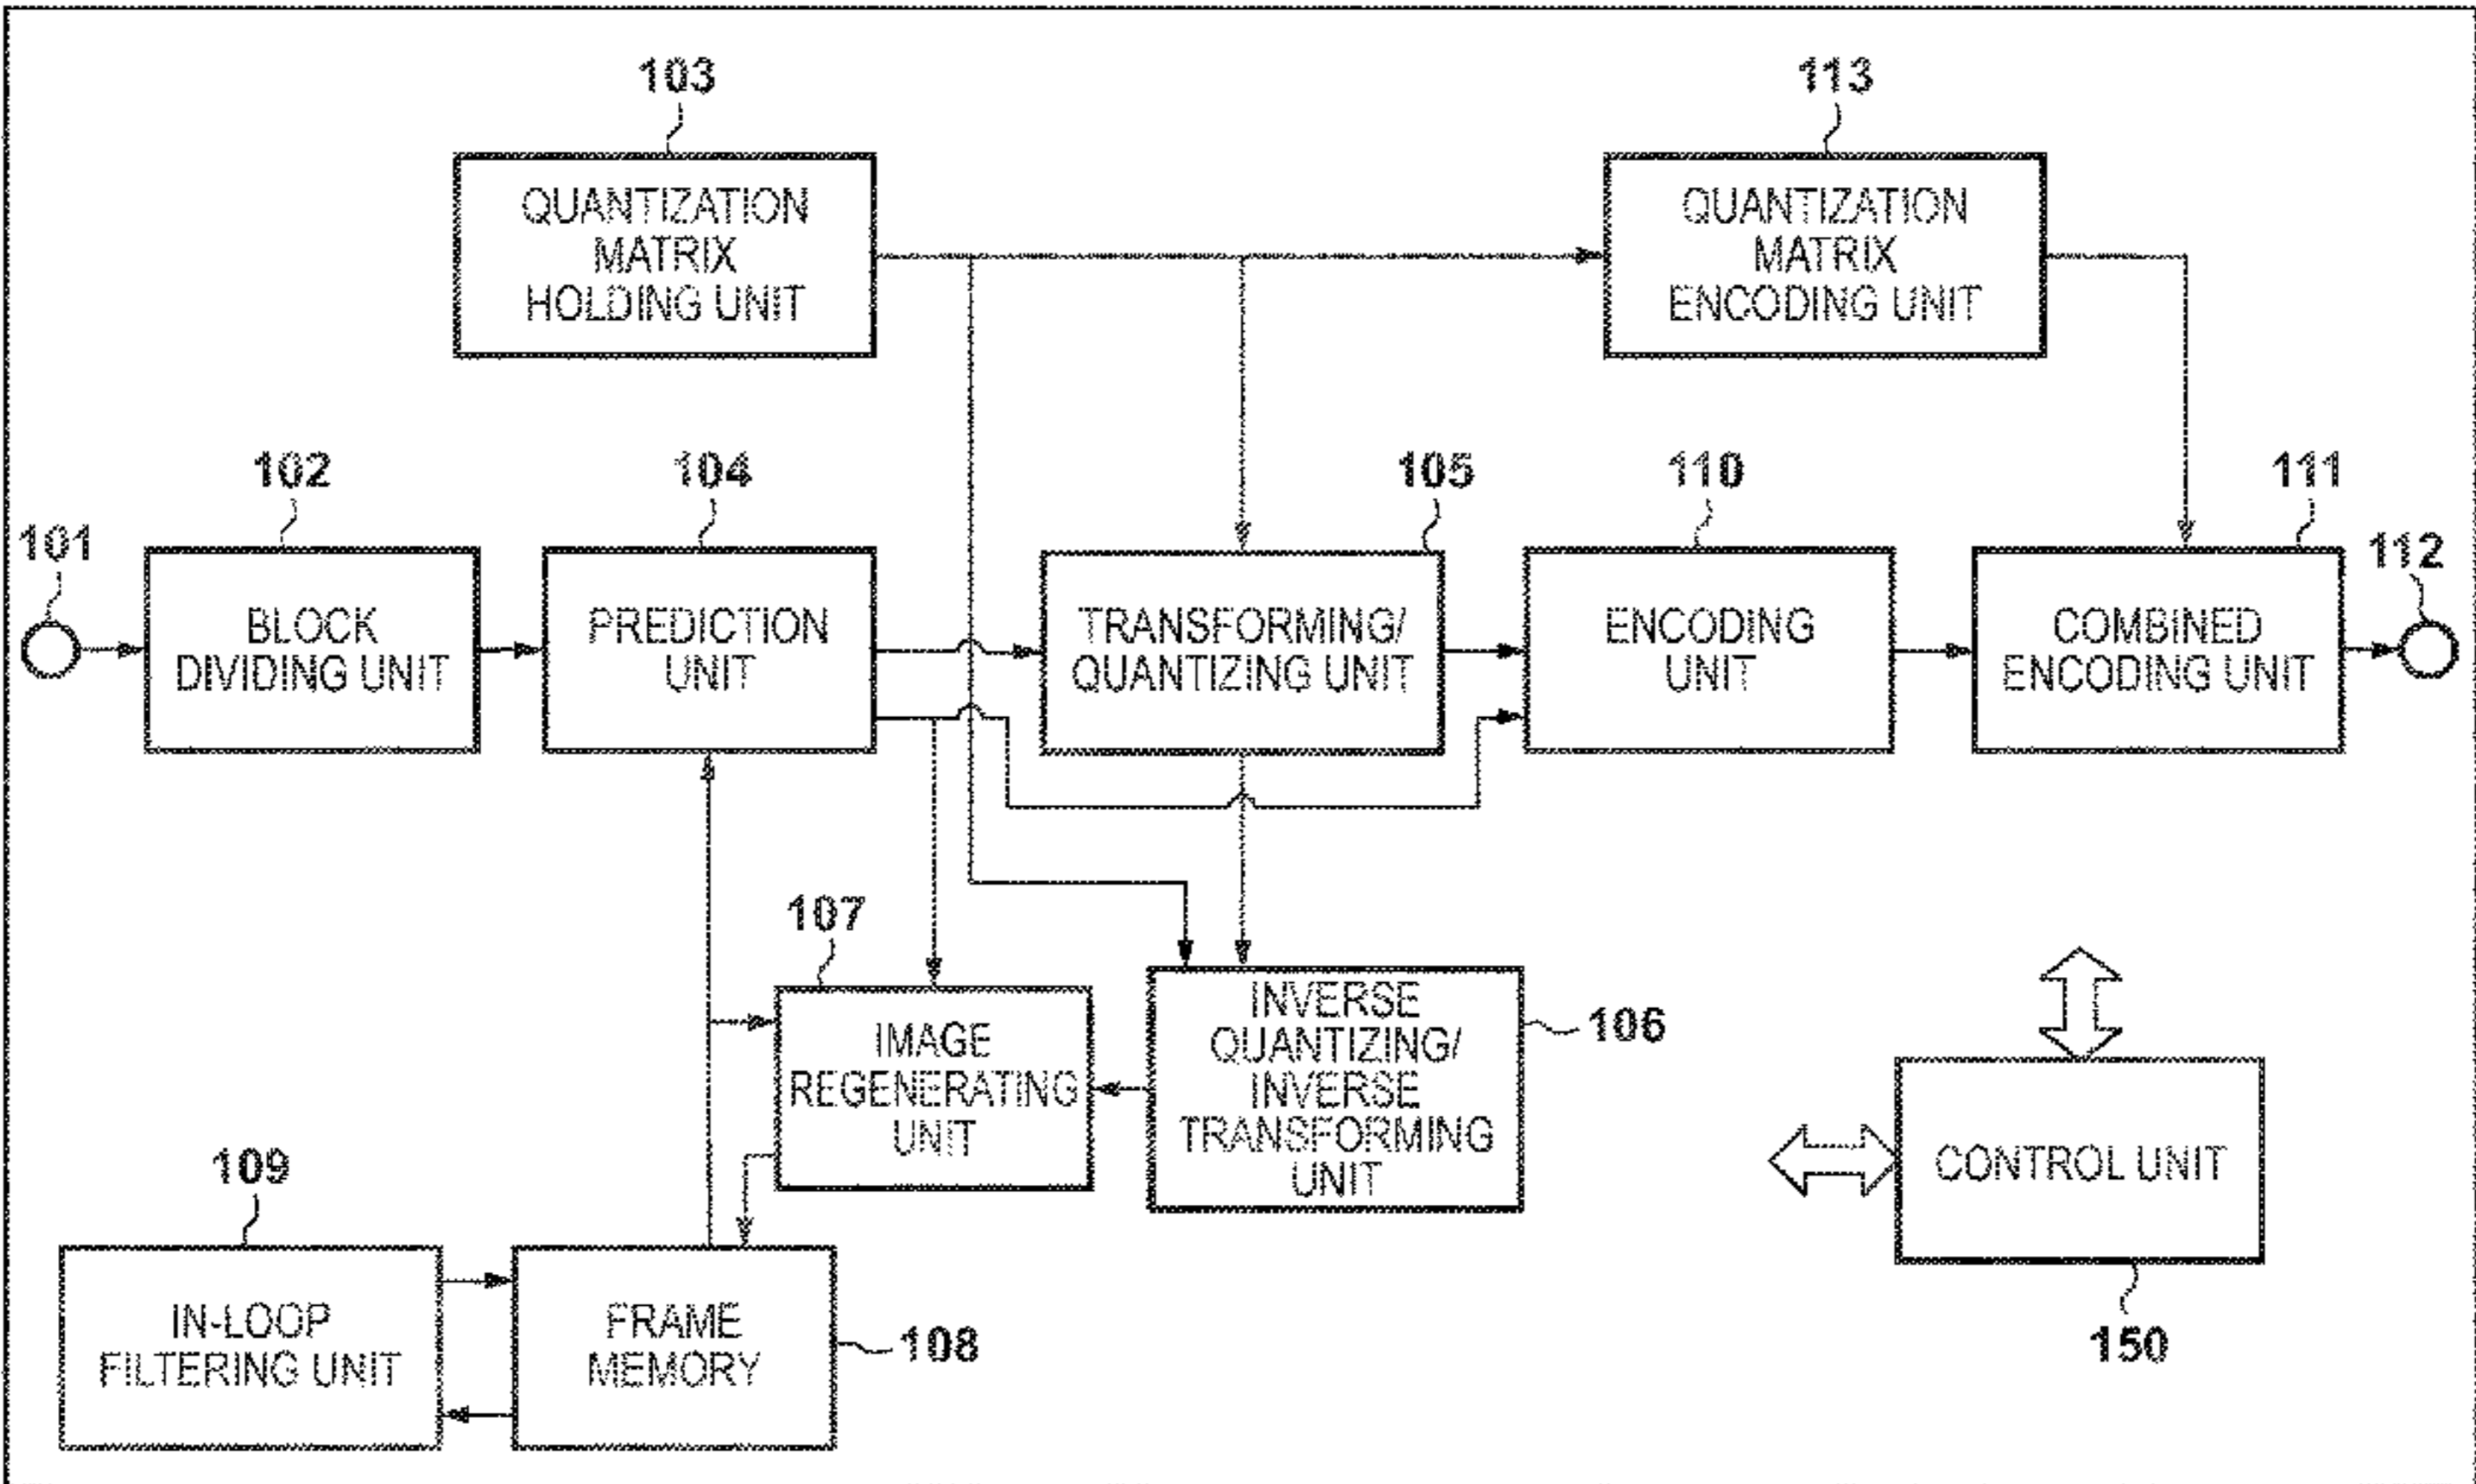 103
113
QUANTIZATION
MATRIX
HOLDING UNIT
QUANTIZATION
MATRIX
ENCODING UNIT
102
104
105
110
111
101
112
BLOCK
DIVIDING UNIT
PREDICTION
UNIT
TRANSFORMING/
QUANTIZING UNIT
ENCODING
UNIT
COMBINED
ENCODING UNIT
107
IMAGE
REGENERATING
UNIT
INVERSE
QUANTIZING/
INVERSE
TRANSFORMING
UNIT
106
CONTROL UNIT
150
109
IN-LOOP
FILTERING UNIT
FRAME
MEMORY
108